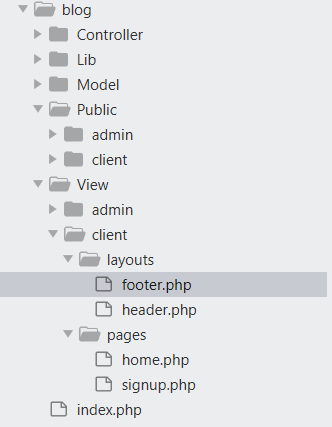 blog
Controller
Lib
Model
Public
admin
client
View
admin
client
layouts
footer.php
header.php
pages
home.php
signup.php
index.php